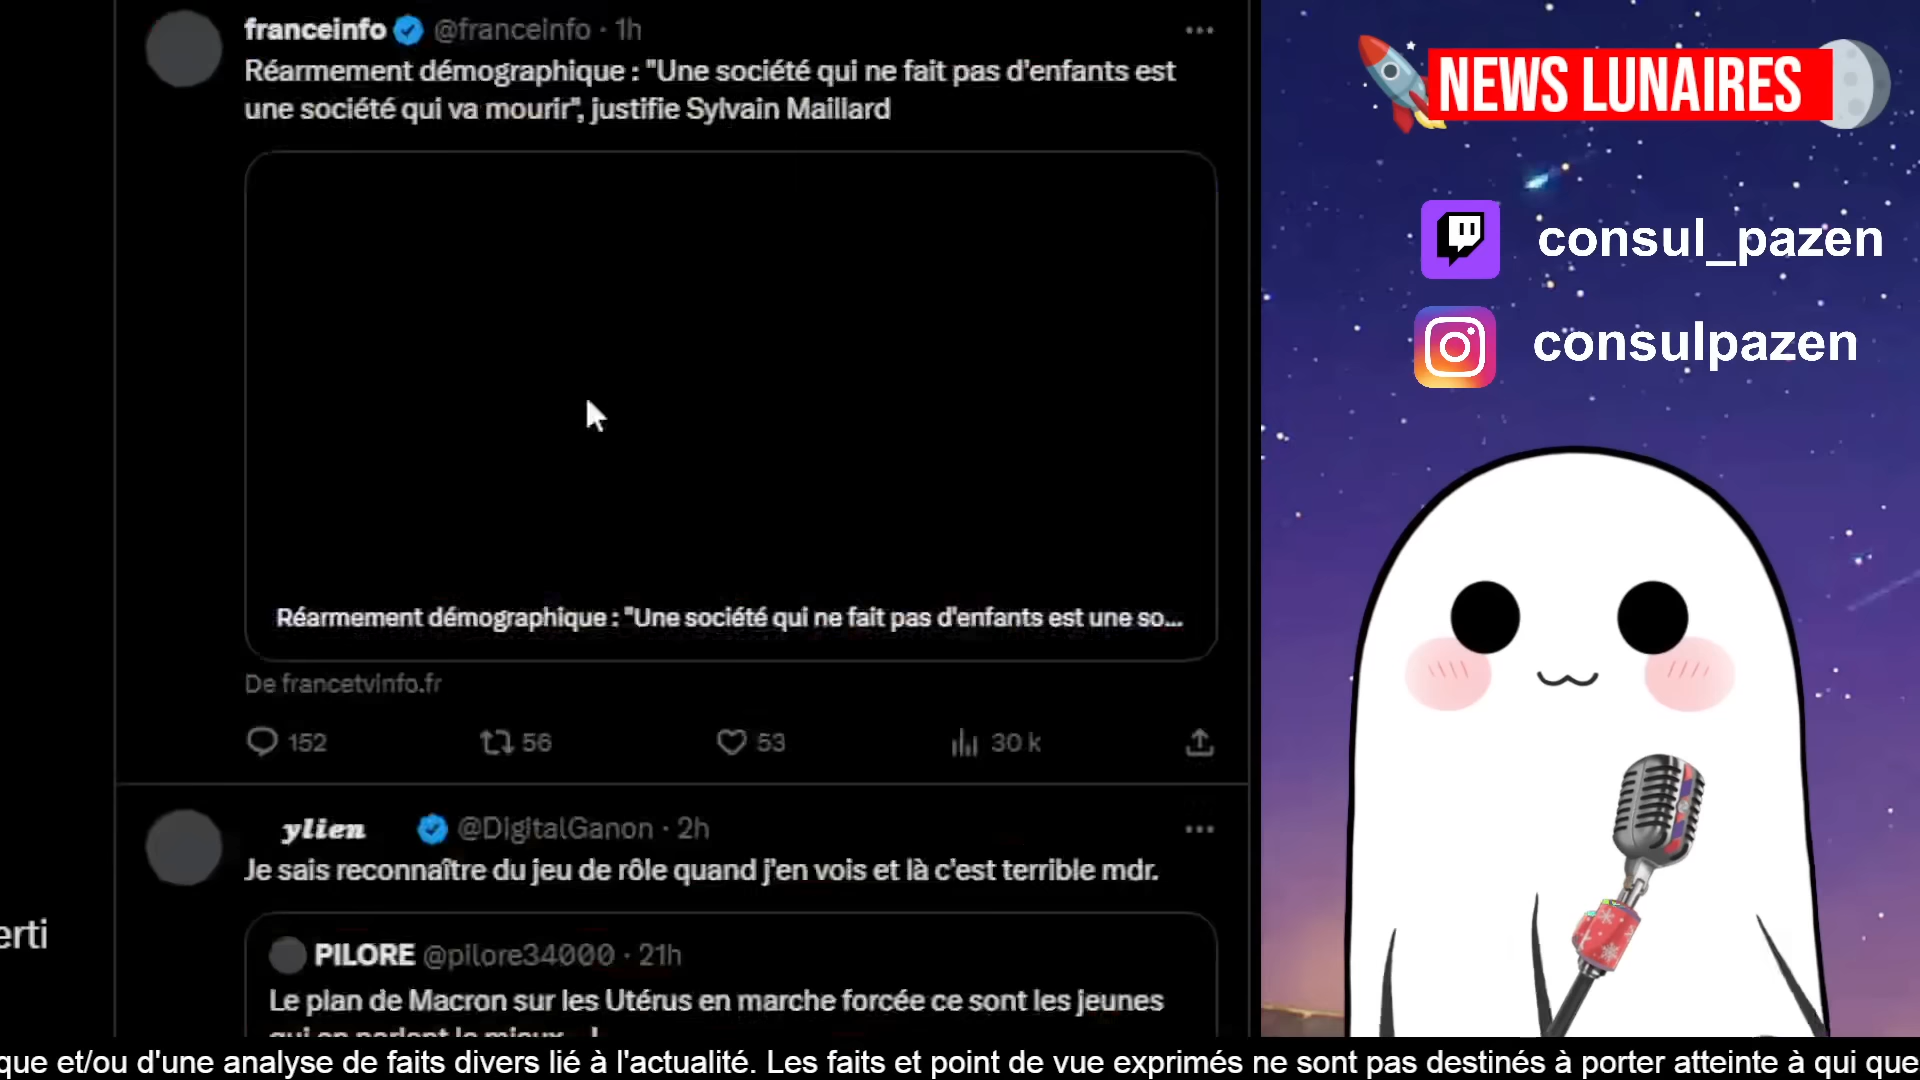 franceinfo @franceinfo · 1h
Réarmement démographique : "Une société qui ne fait pas d'enfants est
une société qui va mourir", justifie Sylvain Maillard
Réarmement démographique : "Une société qui ne fait pas d'enfants est une so...
De francetvinfo.fr
152 56 53 30 k
ylien @DigitalGanon · 2h
Je sais reconnaître du jeu de rôle quand j'en vois et là c'est terrible mdr.
PILORE @pilore34000 · 21h
Le plan de Macron sur les Utérus en marche forcée ce sont les jeunes
qui en parlent le mieux
erti
NEWS LUNAIRES
consul_pazen
consulpazen
que et/ou d'une analyse de faits divers lié à l'actualité. Les faits et point de vue exprimés ne sont pas destinés à porter atteinte à qui que